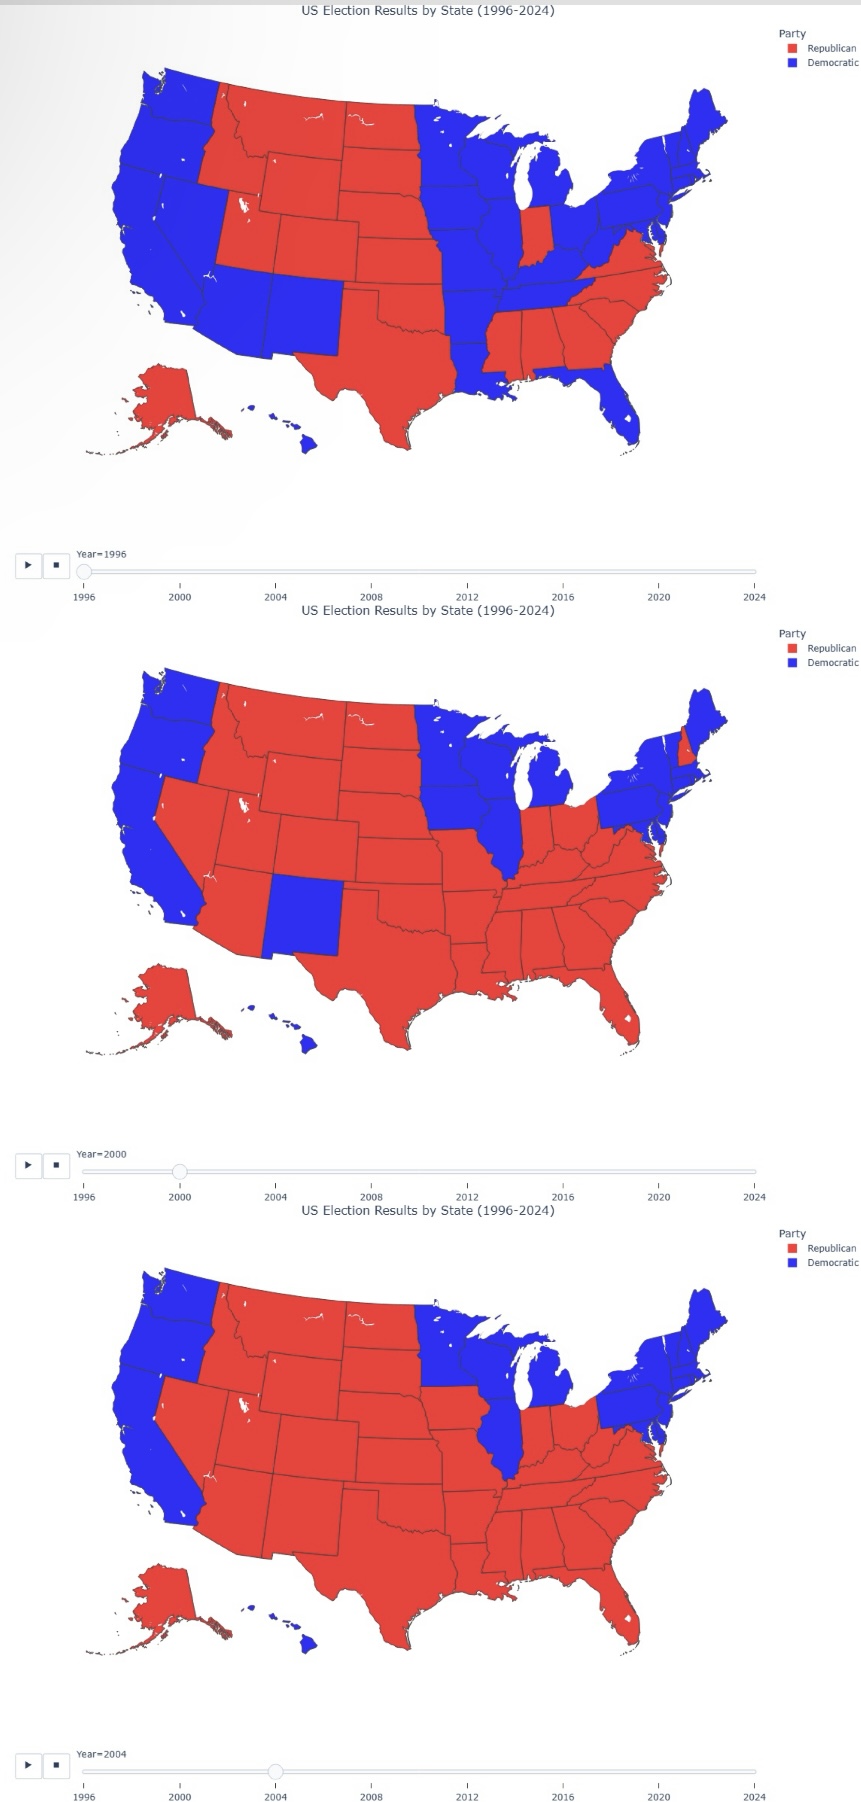 US Election Results by State (1996-2024)
Party
Republican
Democratic
Year=1996
1996 2000 2004 2008 2012 2016 2020 2024
US Election Results by State (1996-2024)
Party
Republican
Democratic
Year=2000
1996 2000 2004 2008 2012 2016 2020 2024
US Election Results by State (1996-2024)
Party
Republican
Democratic
Year=2004
1996 2000 2004 2008 2012 2016 2020 2024